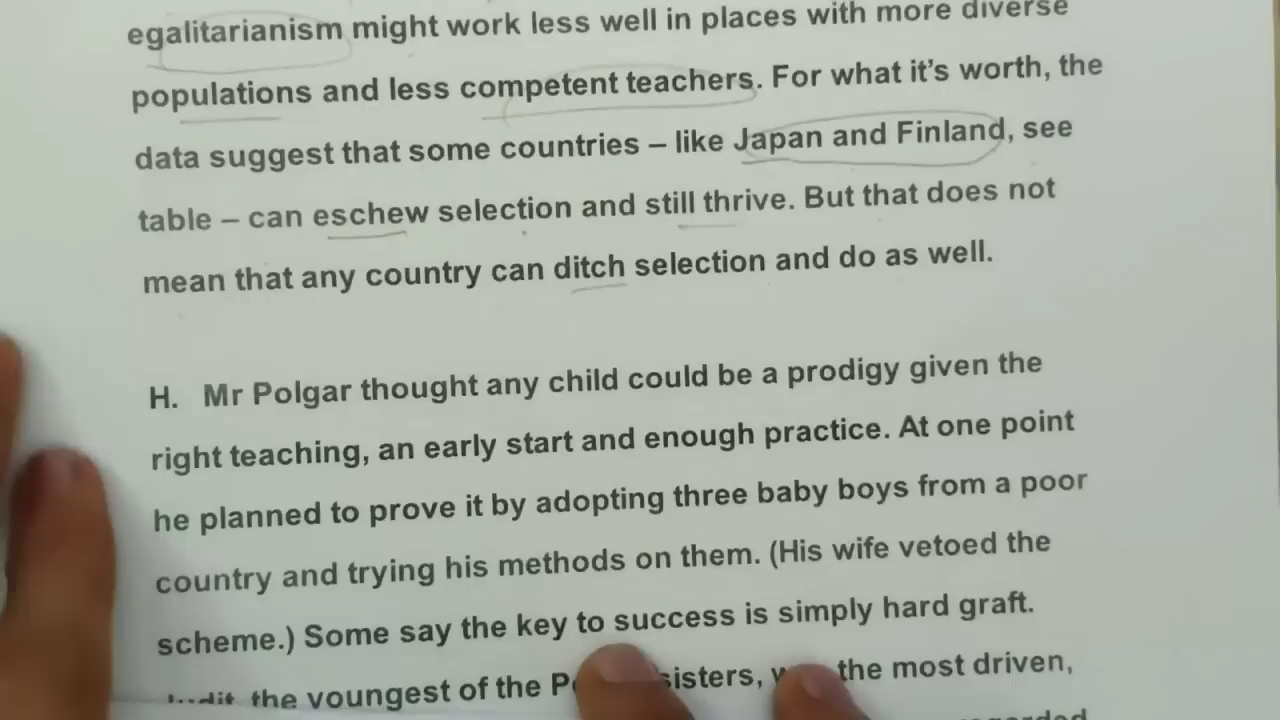 egalitarianism might work less well in places with more diverse
populations and less competent teachers. For what it's worth, the
data suggest that some countries – like Japan and Finland, see
table – can eschew selection and still thrive. But that does not
mean that any country can ditch selection and do as well.
H. Mr Polgar thought any child could be a prodigy given the
right teaching, an early start and enough practice. At one point
he planned to prove it by adopting three baby boys from a poor
country and trying his methods on them. (His wife vetoed the
scheme.) Some say the key to success is simply hard graft.
the youngest of the sisters, the most driven,